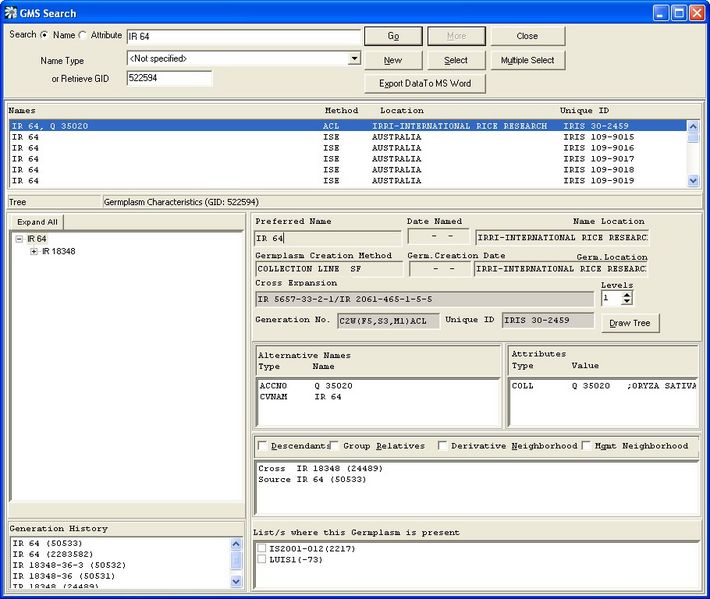 GMS Search
Search Name Attribute IR 64 Go More Close
Name Type <Not specified> New Select Multiple Select
or Retrieve GID 522594
Export DataTo MS Word
Names Method Location Unique ID
IR 64, Q 35020 ACL IRRI-INTERNATIONAL RICE RESEARCH IRIS 30-2459
IR 64 ISE AUSTRALIA IRIS 109-9015
IR 64 ISE AUSTRALIA IRIS 109-9016
IR 64 ISE AUSTRALIA IRIS 109-9017
IR 64 ISE AUSTRALIA IRIS 109-9018
IR 64 ISE AUSTRALIA IRIS 109-9019
Tree Germplasm Characteristics (GID: 522594)
Expand All
IR 64
IR 18348
Preferred Name Date Named Name Location
IR 64 - - IRRI-INTERNATIONAL RICE RESEARC
Germplasm Creation Method Germ.Creation Date Germ.Location
COLLECTION LINE SF - - IRRI-INTERNATIONAL RICE RESEARC
Cross Expansion Levels
IR 5657-33-2-1/IR 2061-465-1-5-5 1
Generation No. C2W(F5,S3,M1)ACL Unique ID IRIS 30-2459 Draw Tree
Alternative Names
Type Name
ACCNO Q 35020
CVNAM IR 64
Attributes
Type Value
COLL Q 35020 ;ORYZA SATIVA
Descendants Group Relatives Derivative Neighborhood Mgmt Neighborhood
Cross IR 18348 (24489)
Source IR 64 (50533)
Generation History
IR 64 (50533)
IR 64 (2283582)
IR 18348-36-3 (50532)
IR 18348-36 (50531)
IR 18348 (24489)
List/s where this Germplasm is present
IS2001-012(2217)
LUIS1(-73)